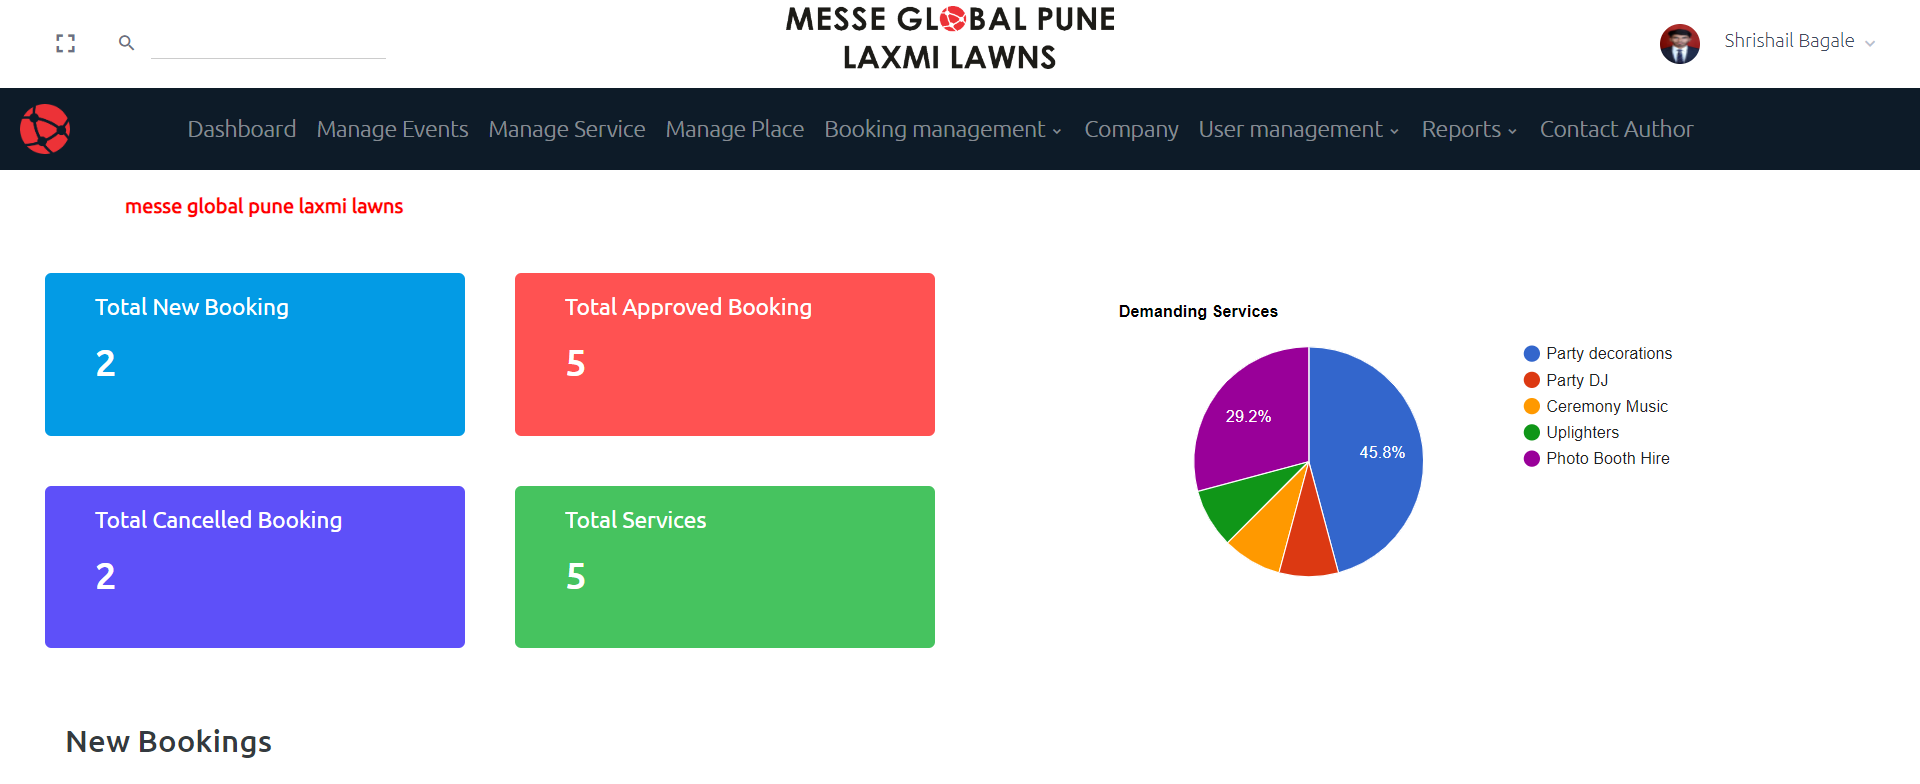 MESSE GLOBAL PUNE
LAXMI LAWNS
Shrishail Bagale
Dashboard Manage Events Manage Service Manage Place Booking management Company User management Reports Contact Author
messe global pune laxmi lawns
Total New Booking
2
Total Approved Booking
5
Total Cancelled Booking
2
Total Services
5
Demanding Services
29.2%
45.8%
Party decorations
Party DJ
Ceremony Music
Uplighters
Photo Booth Hire
New Bookings